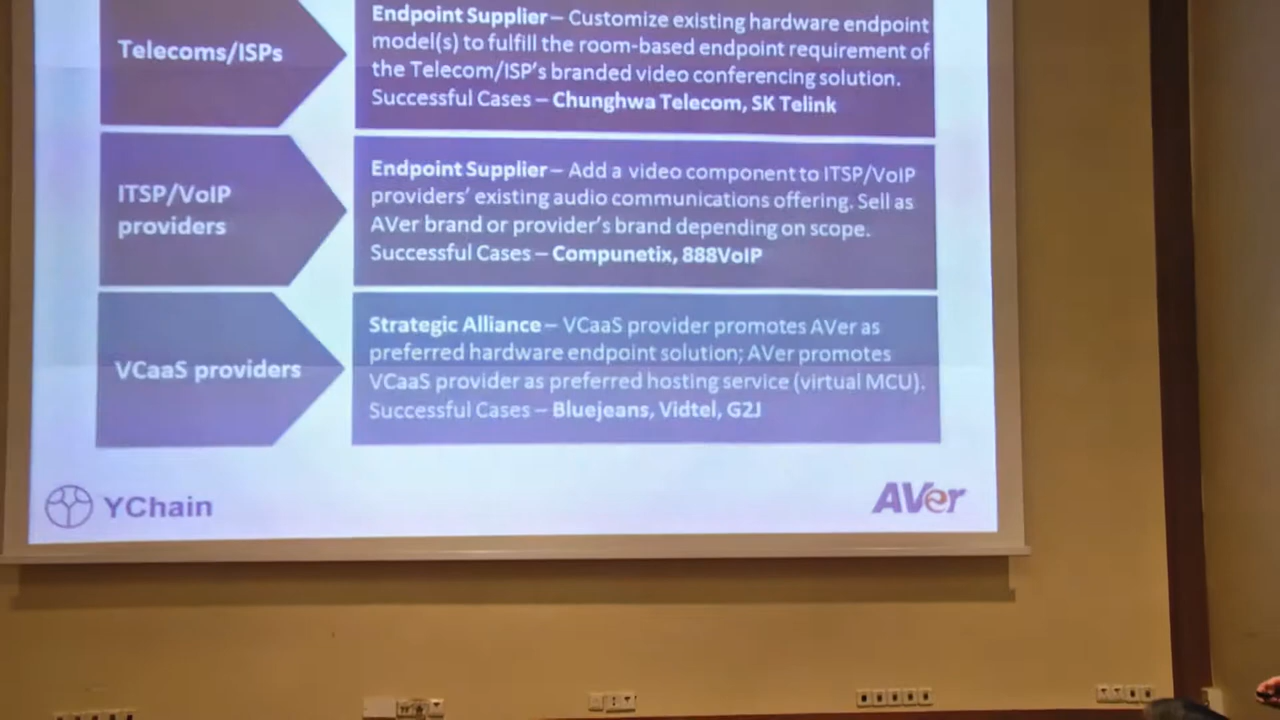 Telecoms/ISPs
Endpoint Supplier – Customize existing hardware endpoint
model(s) to fulfill the room-based endpoint requirement of
the Telecom/ISP's branded video conferencing solution.
Successful Cases – Chunghwa Telecom, SK Telink
ITSP/VoIP
providers
Endpoint Supplier – Add a video component to ITSP/VoIP
providers' existing audio communications offering. Sell as
AVer brand or provider's brand depending on scope.
Successful Cases – Compunetix, 888VoIP
VCaaS providers
Strategic Alliance – VCaaS provider promotes AVer as
preferred hardware endpoint solution; AVer promotes
VCaaS provider as preferred hosting service (virtual MCU).
Successful Cases – Bluejeans, Vidtel, G2J
YChain
AVer